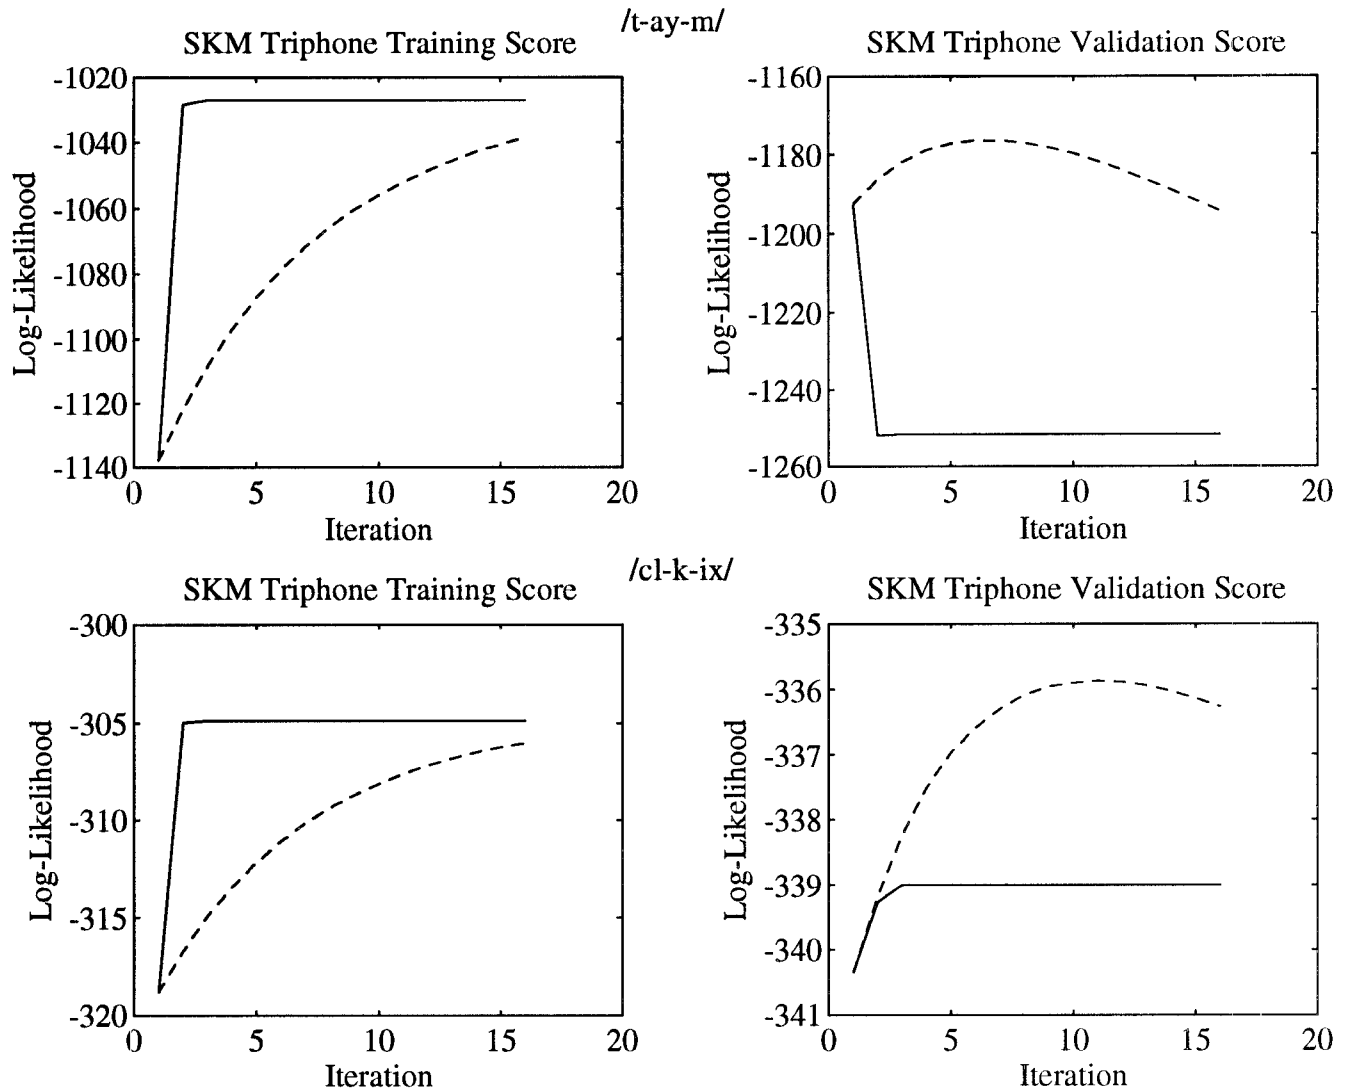 /t-ay-m/
SKM Triphone Training Score
SKM Triphone Validation Score
-1020
-1040
-1060
-1080
-1100
-1120
-1140
Log-Likelihood
0 5 10 15 20
Iteration
-1160
-1180
-1200
-1220
-1240
-1260
Log-Likelihood
0 5 10 15 20
Iteration
/cl-k-ix/
SKM Triphone Training Score
SKM Triphone Validation Score
-300
-305
-310
-315
-320
Log-Likelihood
0 5 10 15 20
Iteration
-335
-336
-337
-338
-339
-340
-341
Log-Likelihood
0 5 10 15 20
Iteration